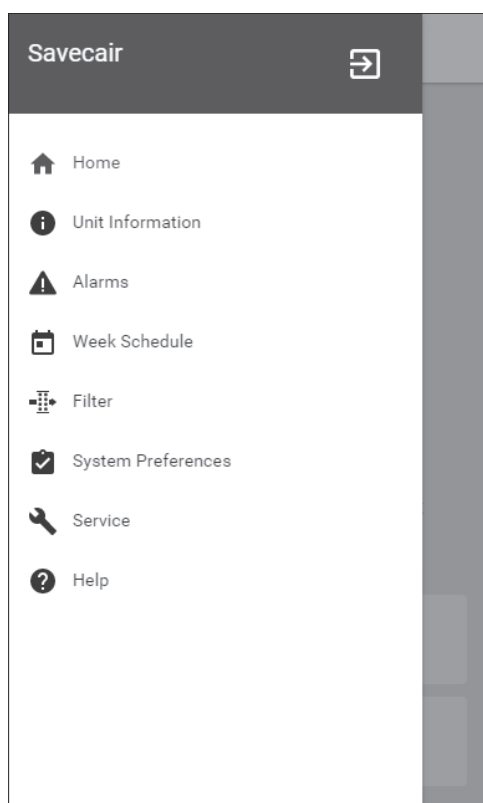 Savecair
Home
Unit Information
Alarms
Week Schedule
Filter
System Preferences
Service
Help